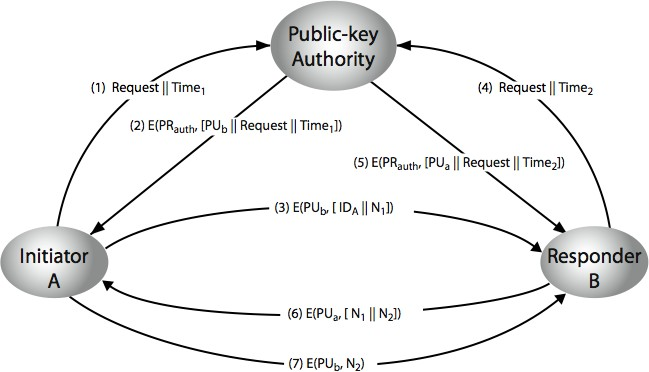 Public-key
Authority
(1) Request || Time₁
(4) Request || Time₂
(2) E(PRauth, [PUb || Request || Time₁])
(5) E(PRauth, [PUa || Request || Time₂])
(3) E(PUb, [ IDA || N₁])
Initiator
A
Responder
B
(6) E(PUa, [ N₁ || N₂])
(7) E(PUb, N₂)